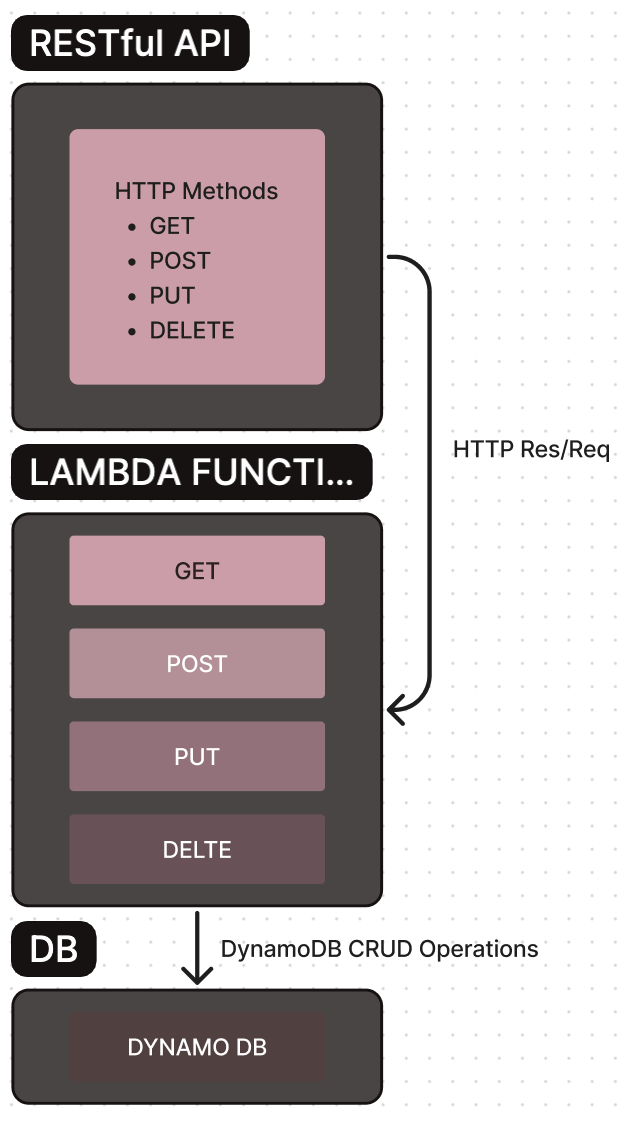 RESTful API
HTTP Methods
• GET
• POST
• PUT
• DELETE
HTTP Res/Req
LAMBDA FUNCTI...
GET
POST
PUT
DELTE
DB
DynamoDB CRUD Operations
DYNAMO DB